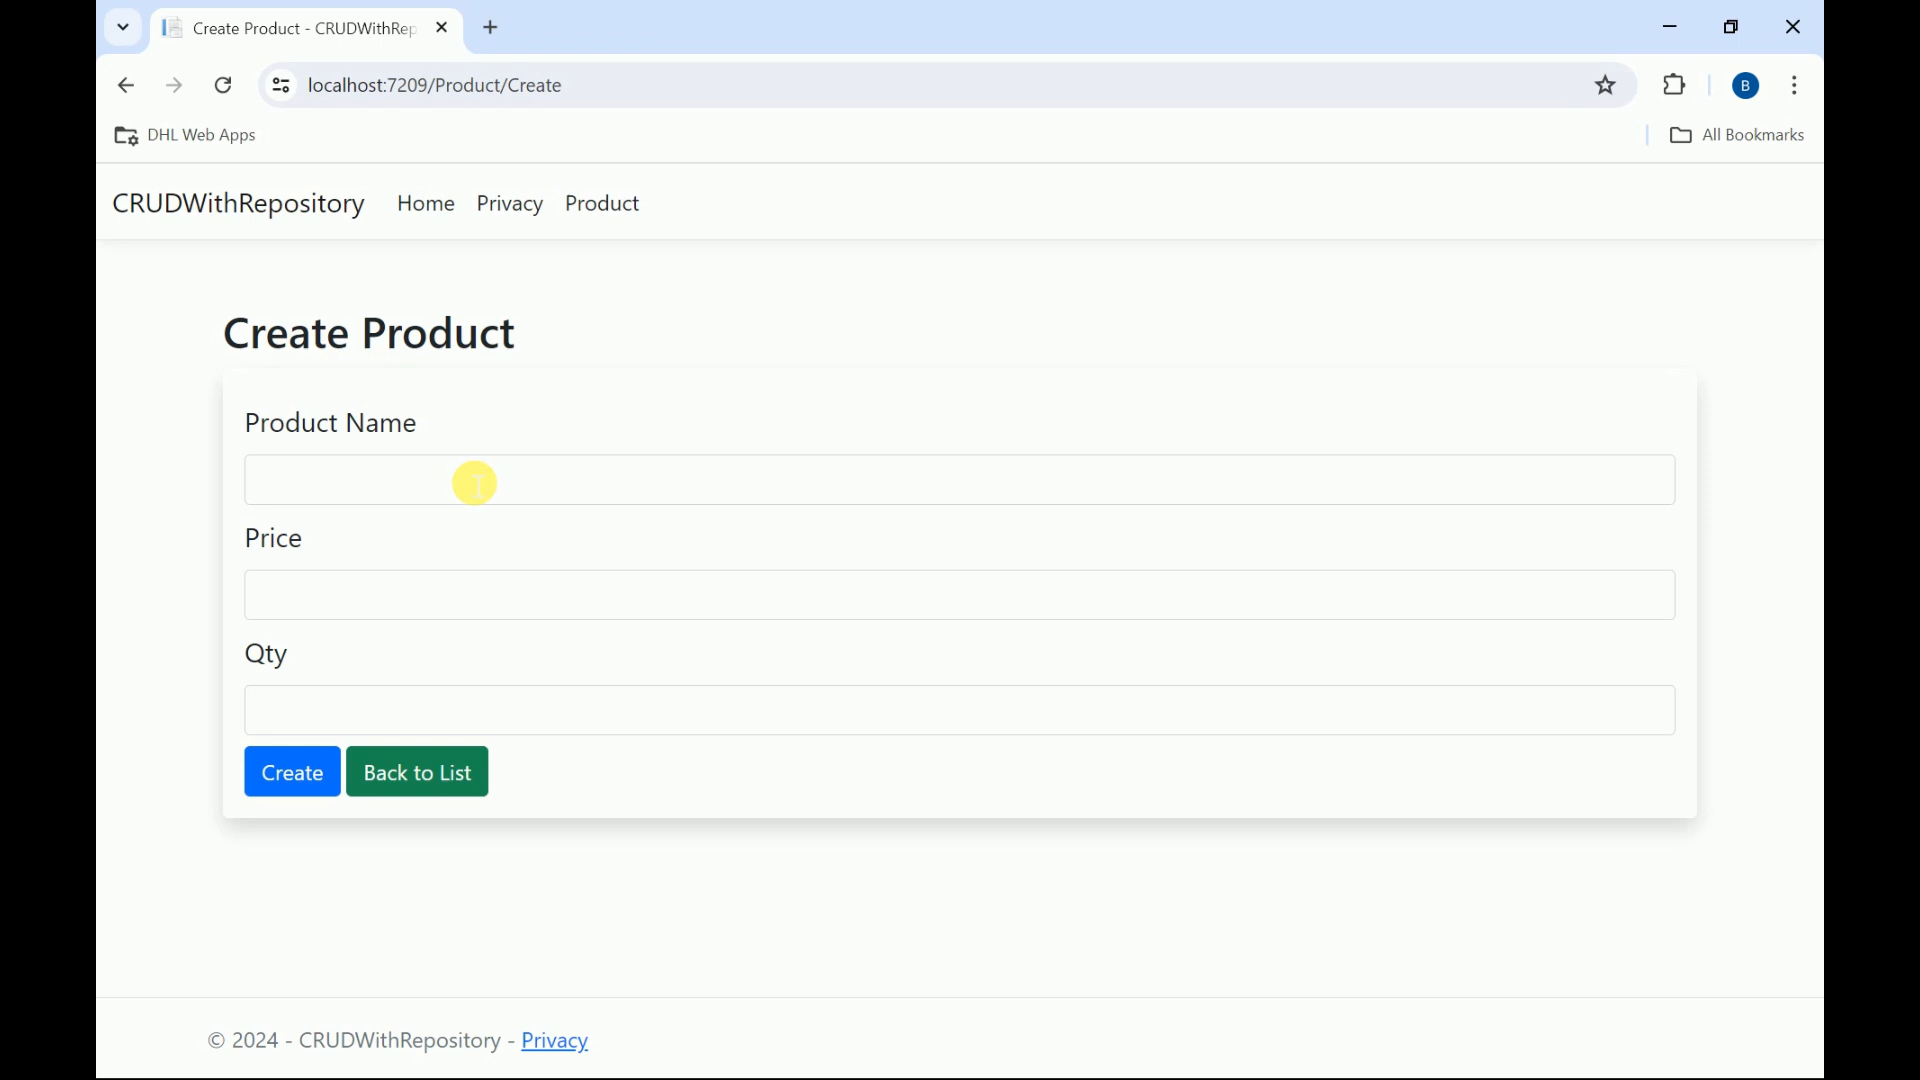 Create Product - CRUDWithRep
localhost:7209/Product/Create
B
DHL Web Apps
All Bookmarks
CRUDWithRepository Home Privacy Product
Create Product
Product Name
Price
Qty
Create Back to List
© 2024 - CRUDWithRepository - Privacy